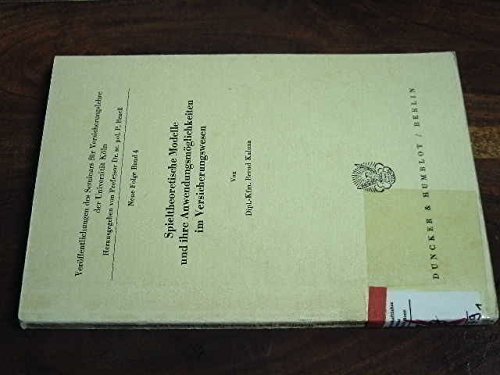 Veröffentlichungen des Seminars für Versicherungslehre
der Universität Köln
Herausgegeben von Professor Dr. sc. pol. P. Braeß
Neue Folge Band 4
Spieltheoretische Modelle
und ihre Anwendungsmöglichkeiten
im Versicherungswesen
Von
Dipl.-Kfm. Bernd Kaluza
DUNCKER & HUMBLOT / BERLIN